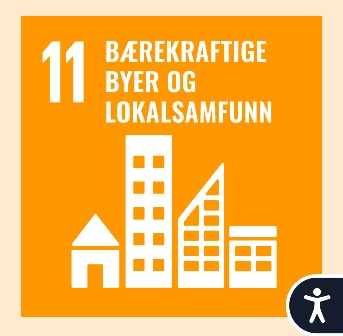 11 BÆREKRAFTIGE
BYER OG
LOKALSAMFUNN